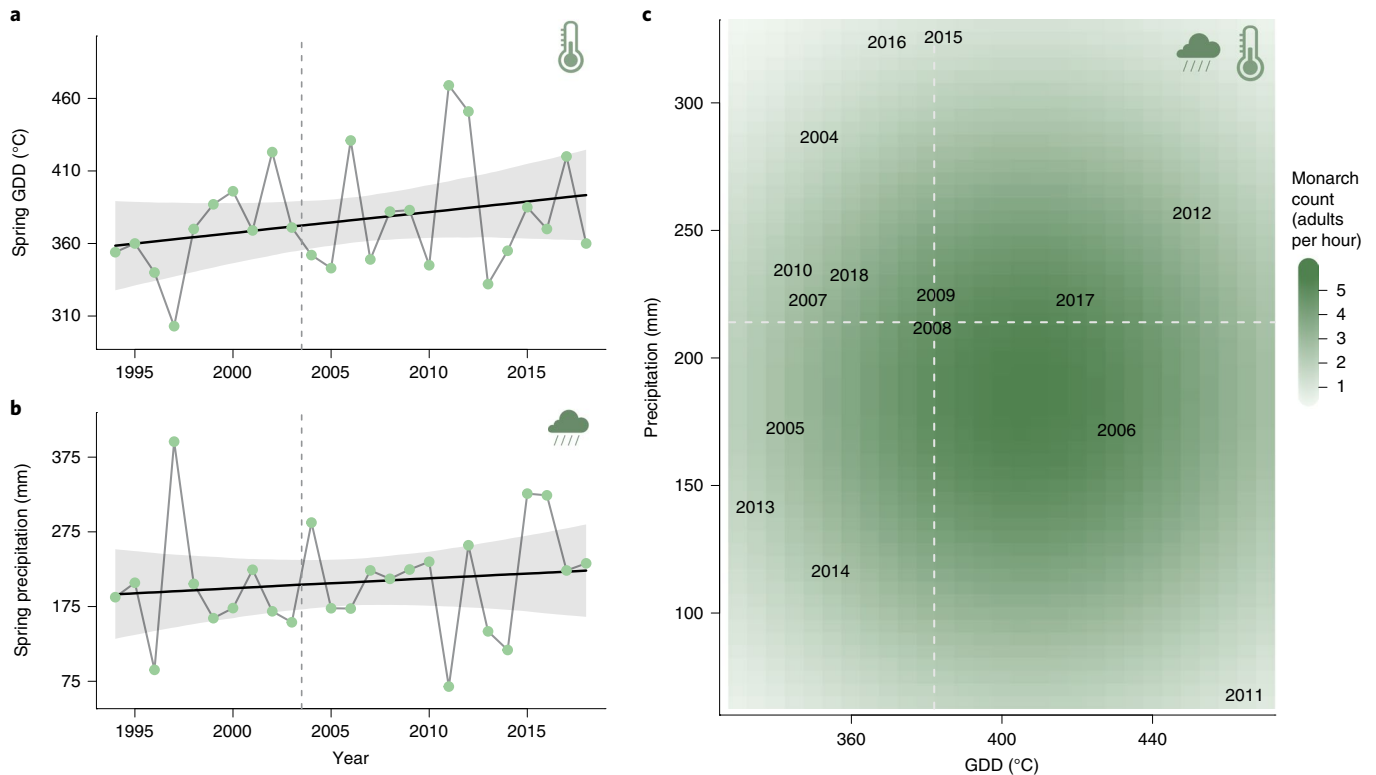 a
Spring GDD (°C)
460
410
360
310
1995 2000 2005 2010 2015
b
Spring precipitation (mm)
375
275
175
75
1995 2000 2005 2010 2015
Year
c
Precipitation (mm)
300
250
200
150
100
2016 2015
2004
2012
2010 2018
2007 2009 2017
2008
2005 2006
2013
2014
2011
360 400 440
GDD (°C)
Monarch
count
(adults
per hour)
5
4
3
2
1